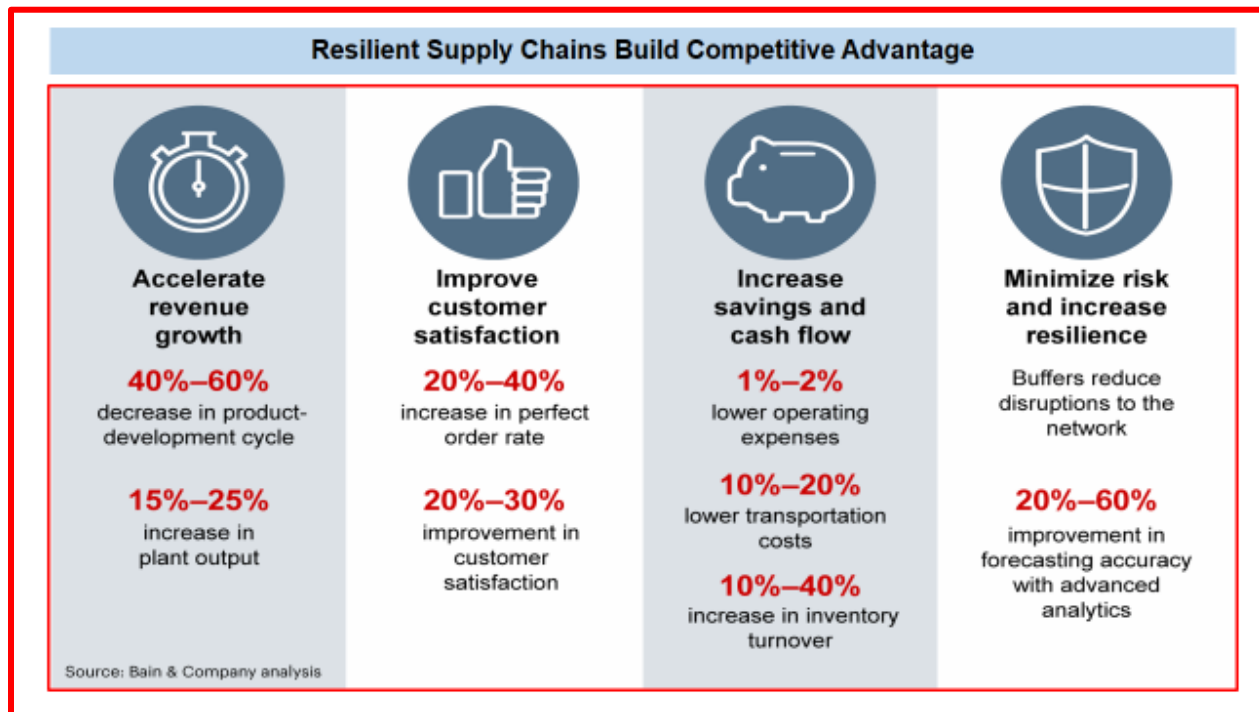 Resilient Supply Chains Build Competitive Advantage
Accelerate
revenue
growth
40%–60%
decrease in product-
development cycle
15%–25%
increase in
plant output
Improve
customer
satisfaction
20%–40%
increase in perfect
order rate
20%–30%
improvement in
customer
satisfaction
Increase
savings and
cash flow
1%–2%
lower operating
expenses
10%–20%
lower transportation
costs
10%–40%
increase in inventory
turnover
Minimize risk
and increase
resilience
Buffers reduce
disruptions to the
network
20%–60%
improvement in
forecasting accuracy
with advanced
analytics
Source: Bain & Company analysis